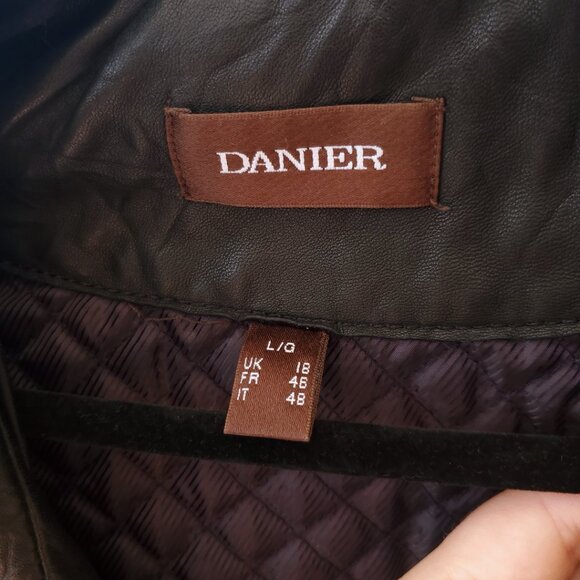 DANIER
L/G
UK 18
FR 46
IT 48